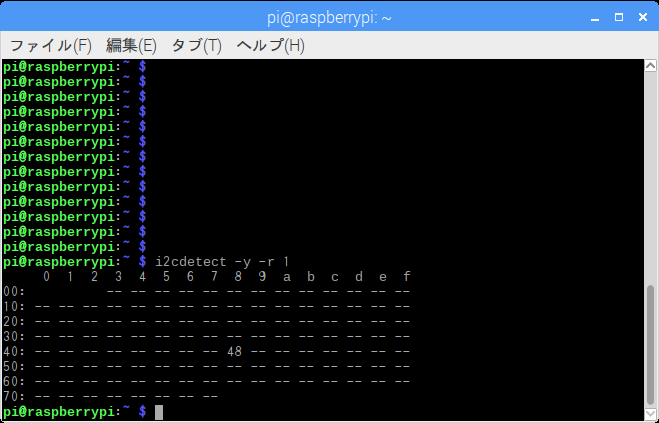 pi@raspberrypi: ~
ファイル(F) 編集(E) タブ(T) ヘルプ(H)
pi@raspberrypi:~ $
pi@raspberrypi:~ $
pi@raspberrypi:~ $
pi@raspberrypi:~ $
pi@raspberrypi:~ $
pi@raspberrypi:~ $
pi@raspberrypi:~ $
pi@raspberrypi:~ $
pi@raspberrypi:~ $
pi@raspberrypi:~ $
pi@raspberrypi:~ $
pi@raspberrypi:~ $
pi@raspberrypi:~ $
pi@raspberrypi:~ $ i2cdetect -y -r 1
     0  1  2  3  4  5  6  7  8  9  a  b  c  d  e  f
00:          -- -- -- -- -- -- -- -- -- -- -- -- --
10: -- -- -- -- -- -- -- -- -- -- -- -- -- -- -- --
20: -- -- -- -- -- -- -- -- -- -- -- -- -- -- -- --
30: -- -- -- -- -- -- -- -- -- -- -- -- -- -- -- --
40: -- -- -- -- -- -- -- -- 48 -- -- -- -- -- -- --
50: -- -- -- -- -- -- -- -- -- -- -- -- -- -- -- --
60: -- -- -- -- -- -- -- -- -- -- -- -- -- -- -- --
70: -- -- -- -- -- -- -- --
pi@raspberrypi:~ $